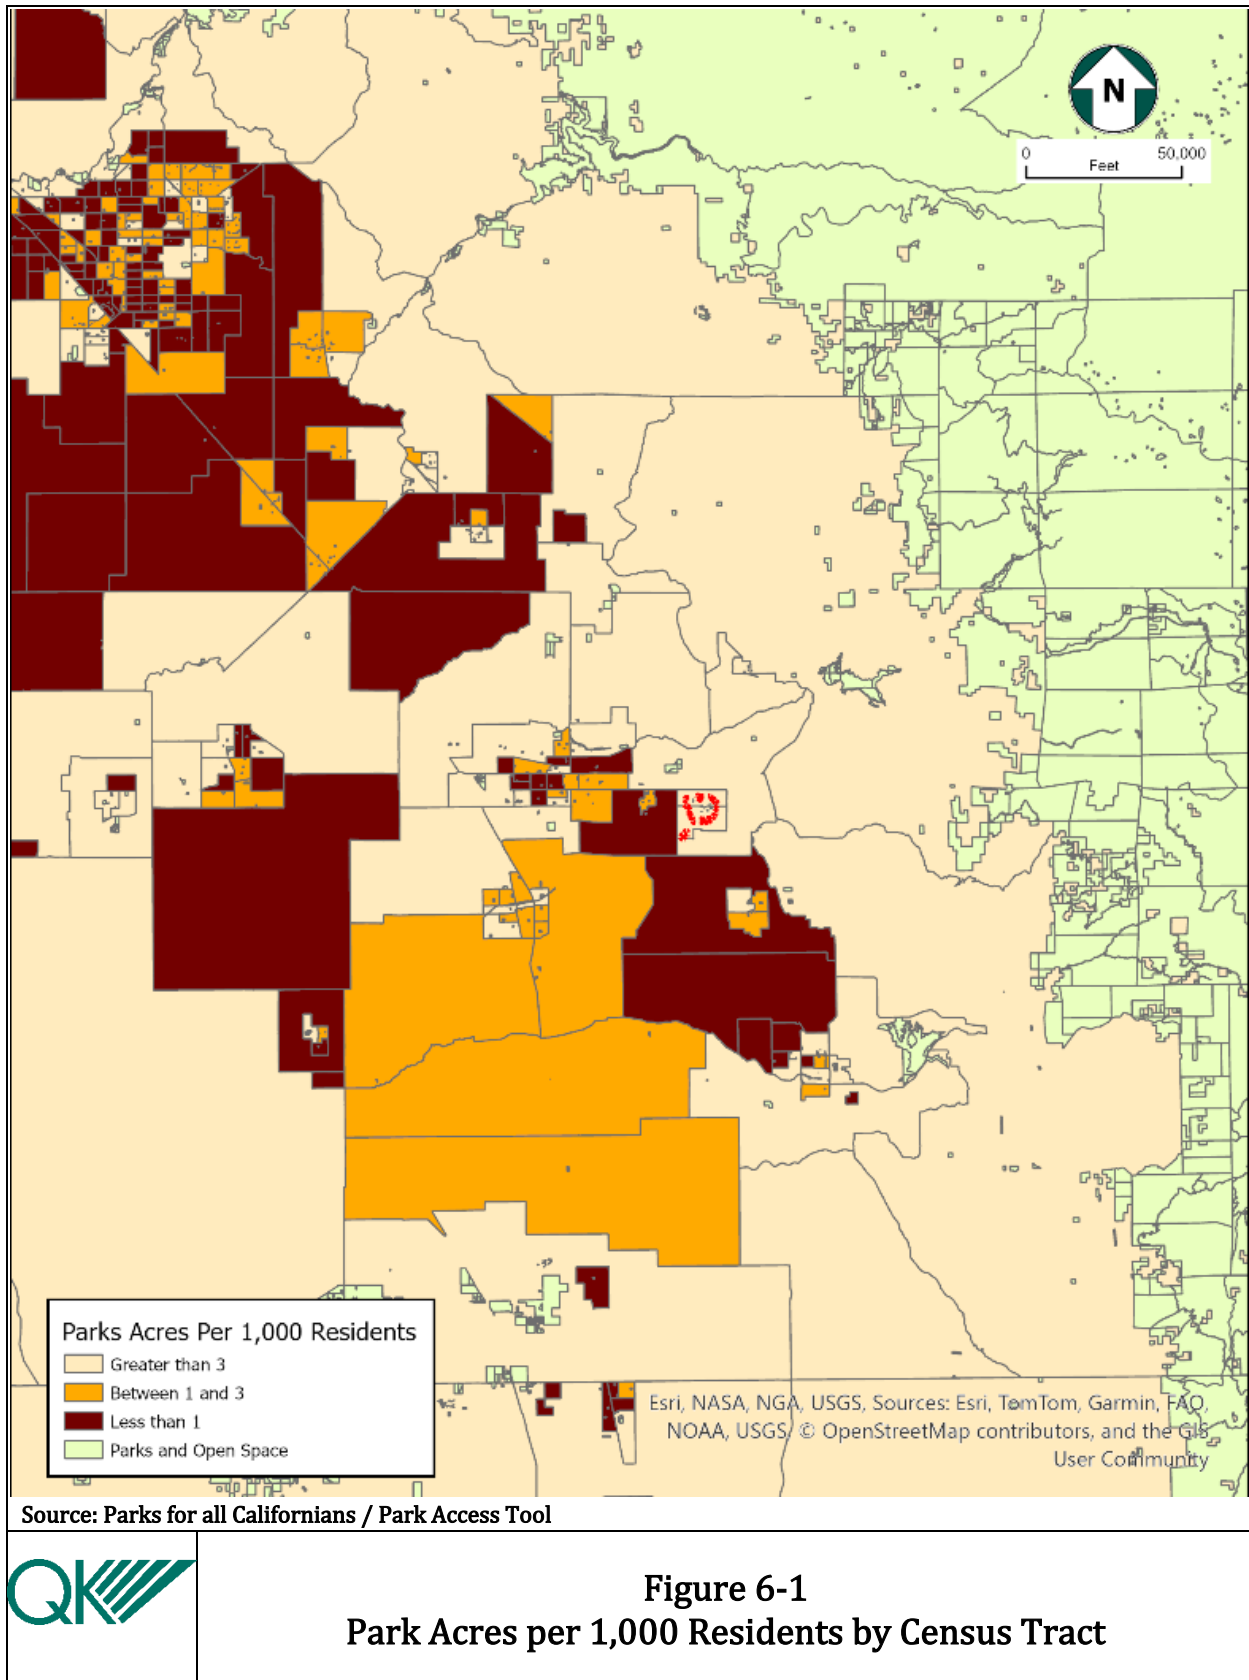 N
0 50,000
Feet
Parks Acres Per 1,000 Residents
Greater than 3
Between 1 and 3
Less than 1
Parks and Open Space
Esri, NASA, NGA, USGS, Sources: Esri, TomTom, Garmin, FAO,
NOAA, USGS, © OpenStreetMap contributors, and the GIS
User Community
Source: Parks for all Californians / Park Access Tool
QK
Figure 6-1
Park Acres per 1,000 Residents by Census Tract